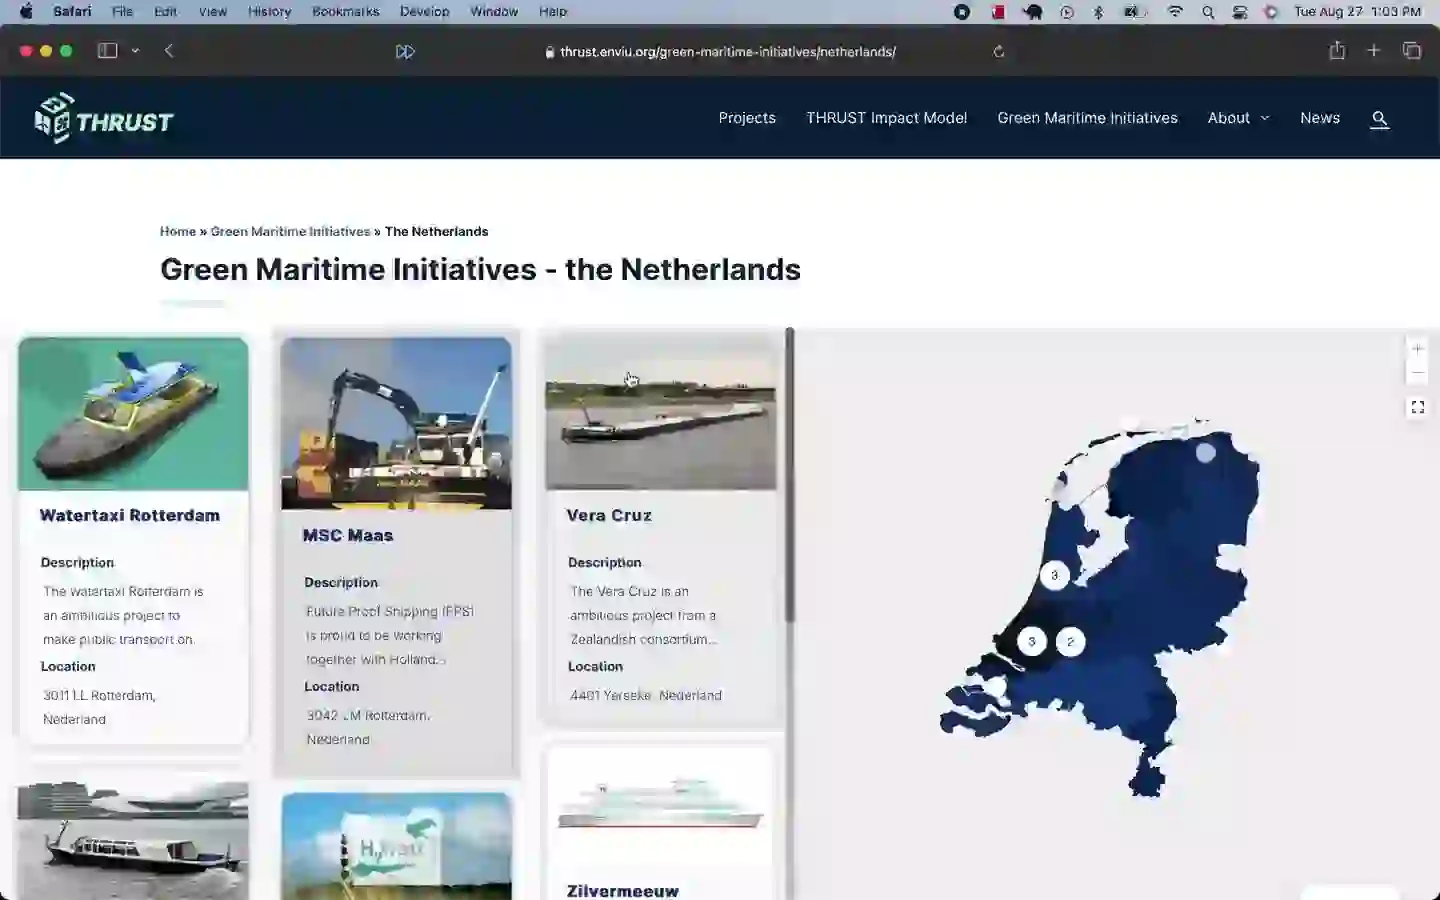 Safari File Edit View History Bookmarks Develop Window Help Tue Aug 27 1:03 PM
thrust.enviu.org/green-maritime-initiatives/netherlands/
THRUST Projects THRUST Impact Model Green Maritime Initiatives About News
Home » Green Maritime Initiatives » The Netherlands
Green Maritime Initiatives - the Netherlands
Watertaxi Rotterdam
Description
The Watertaxi Rotterdam is
an ambitious project to
make public transport on.
Location
3011 LL Rotterdam,
Nederland
MSC Maas
Description
Future Proof Shipping (FPS)
is proud to be working
together with Holland...
Location
3042 LM Rotterdam,
Nederland
Vera Cruz
Description
The Vera Cruz is an
ambitious project from a
Zealandish consortium...
Location
4401 Yerseke, Nederland
Zilvermeeuw
3
3
2